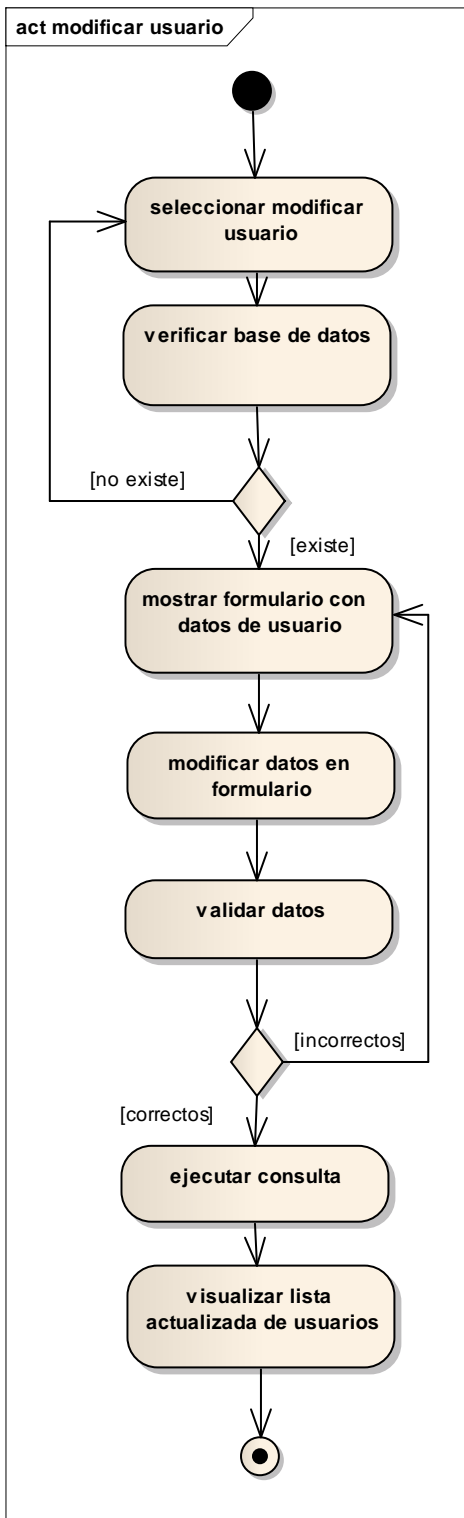 act modificar usuario
seleccionar modificar
usuario
verificar base de datos
[no existe]
[existe]
mostrar formulario con
datos de usuario
modificar datos en
formulario
validar datos
[incorrectos]
[correctos]
ejecutar consulta
visualizar lista
actualizada de usuarios